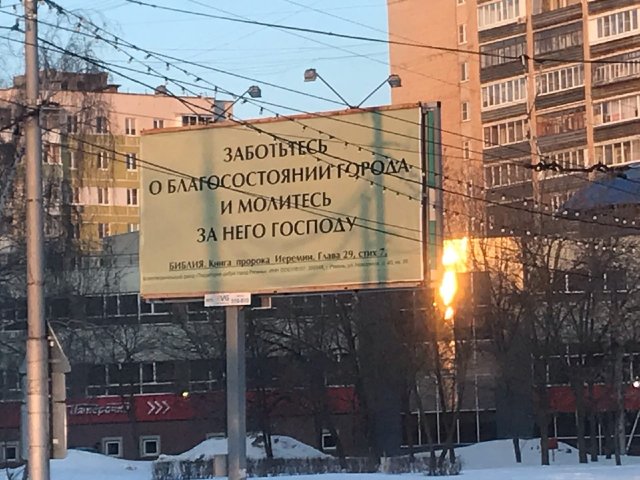 ЗАБОТЬТЕСЬ
О БЛАГОСОСТОЯНИИ ГОРОДА
И МОЛИТЕСЬ
ЗА НЕГО ГОСПОДУ
БИБЛИЯ. Книга пророка Иеремии. Глава 29, стих 7.